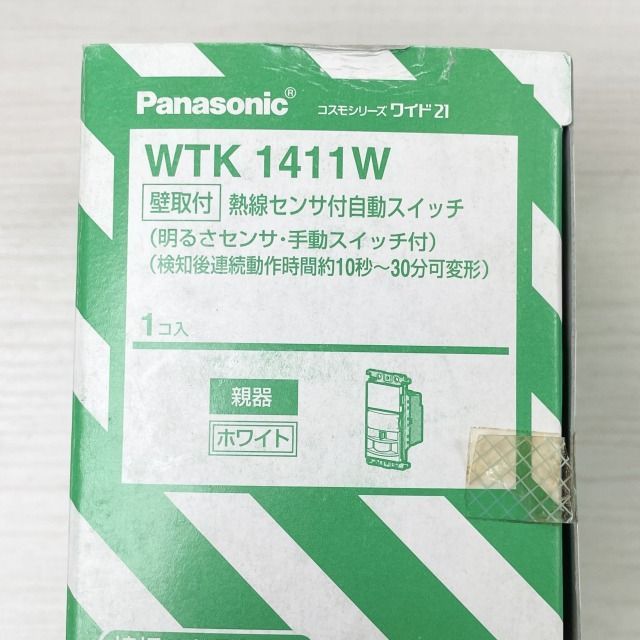 Panasonic® コスモシリーズ ワイド21
WTK 1411W
壁取付 熱線センサ付自動スイッチ
(明るさセンサ・手動スイッチ付)
(検知後連続動作時間約10秒〜30分可変形)
1コ入
親器
ホワイト